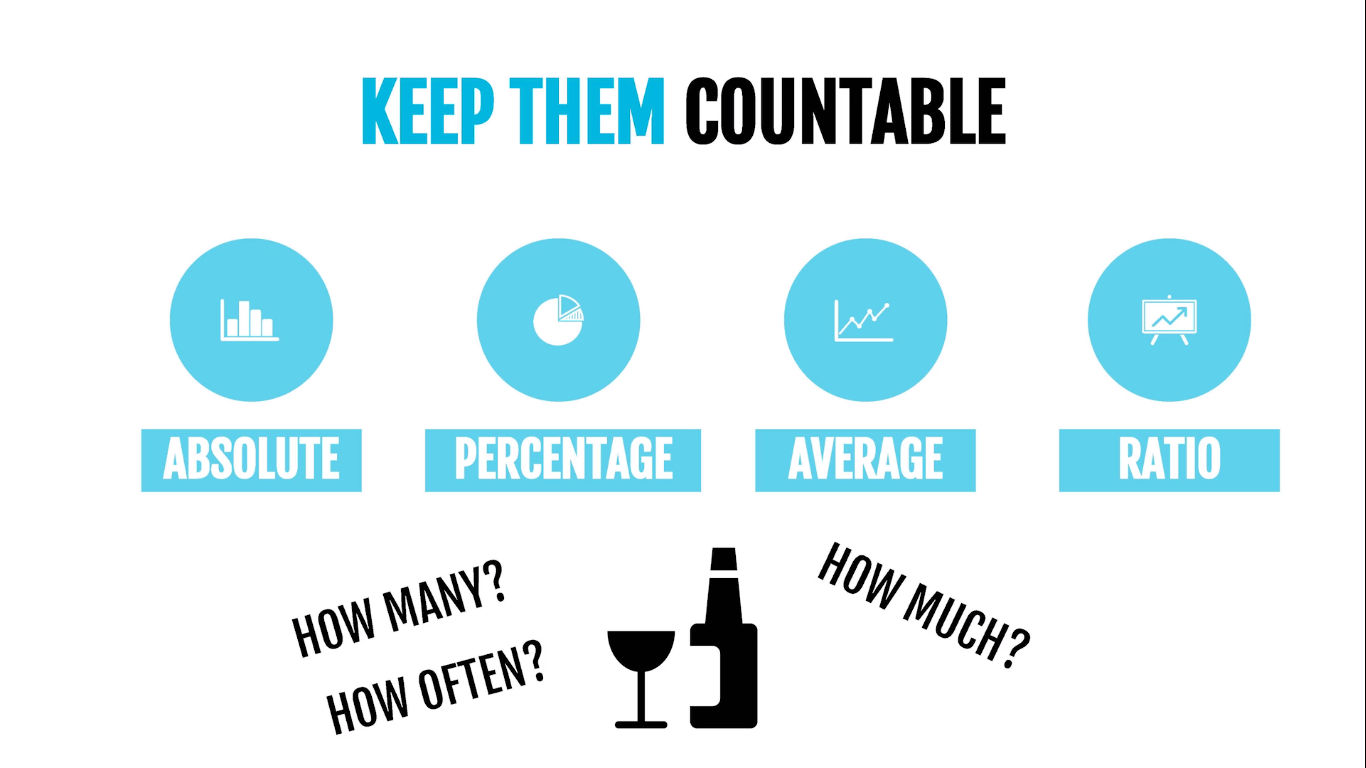 KEEP THEM COUNTABLE
ABSOLUTE
PERCENTAGE
AVERAGE
RATIO
HOW MANY?
HOW OFTEN?
HOW MUCH?